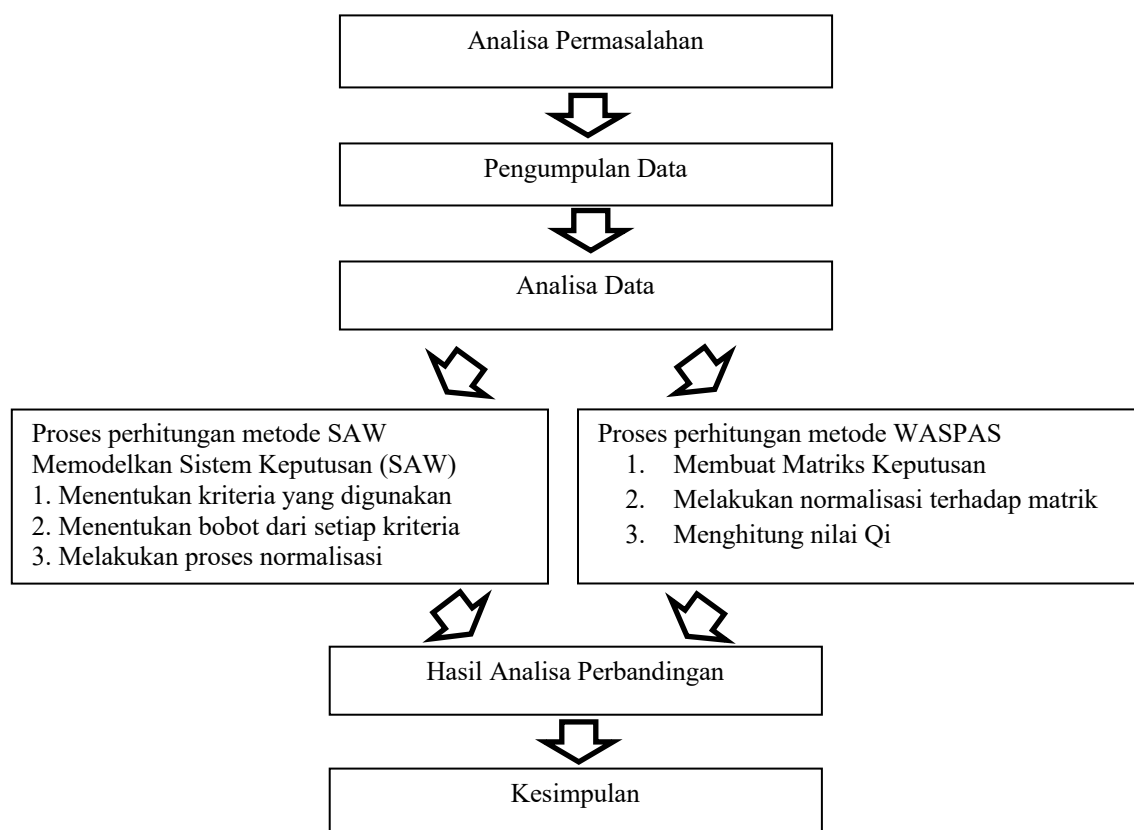 Analisa Permasalahan
Pengumpulan Data
Analisa Data
Proses perhitungan metode SAW
Memodelkan Sistem Keputusan (SAW)
1. Menentukan kriteria yang digunakan
2. Menentukan bobot dari setiap kriteria
3. Melakukan proses normalisasi
Proses perhitungan metode WASPAS
1. Membuat Matriks Keputusan
2. Melakukan normalisasi terhadap matrik
3. Menghitung nilai Qi
Hasil Analisa Perbandingan
Kesimpulan